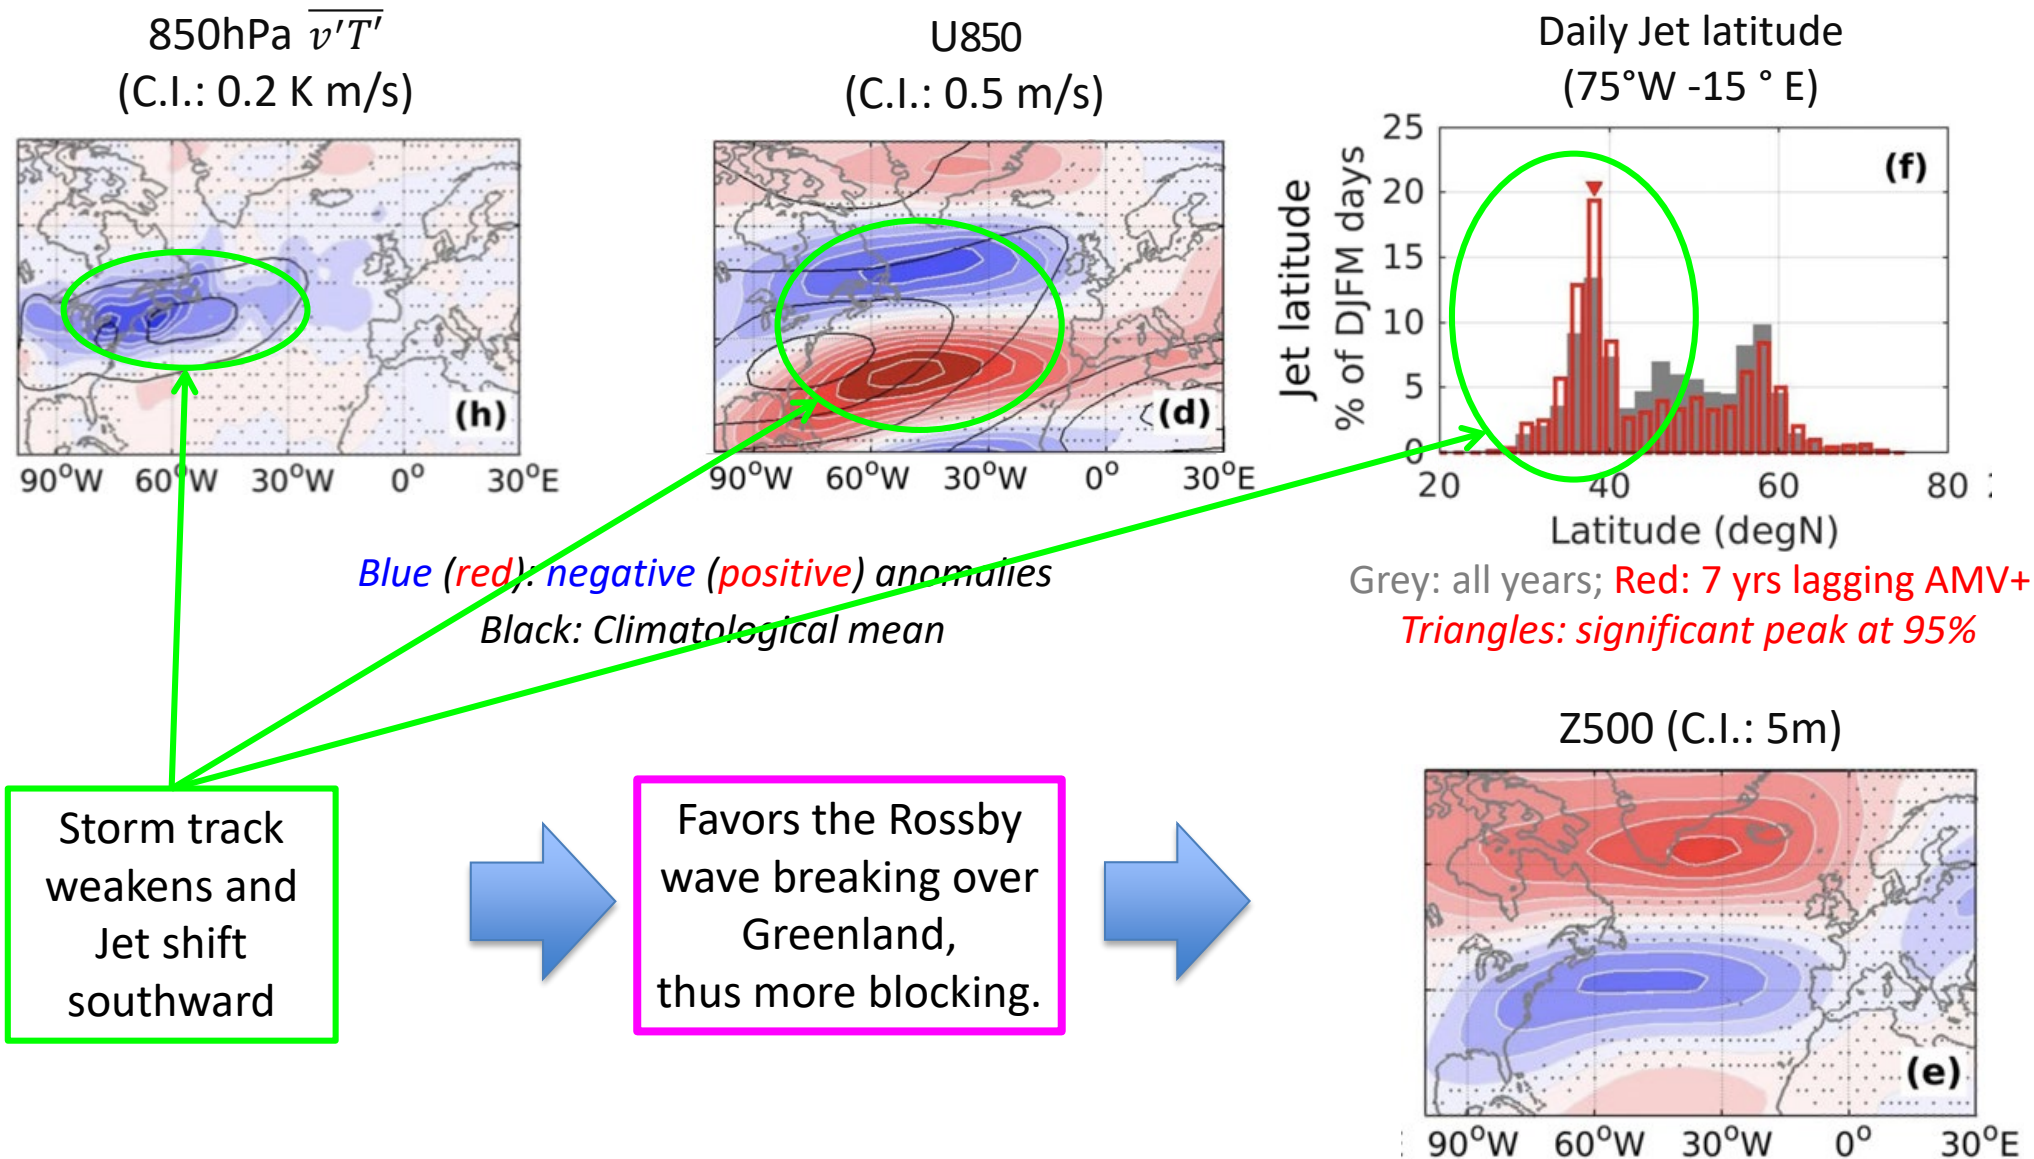 850hPa v'T'
(C.I.: 0.2 K m/s)
(h)
90°W 60°W 30°W 0° 30°E
U850
(C.I.: 0.5 m/s)
(d)
90°W 60°W 30°W 0° 30°E
Daily Jet latitude
(75°W -15 ° E)
Jet latitude
% of DJFM days
25
20
15
10
5
0
(f)
20 40 60 80
Latitude (degN)
Blue (red): negative (positive) anomalies
Black: Climatological mean
Grey: all years; Red: 7 yrs lagging AMV+
Triangles: significant peak at 95%
Storm track
weakens and
Jet shift
southward
Favors the Rossby
wave breaking over
Greenland,
thus more blocking.
Z500 (C.I.: 5m)
(e)
90°W 60°W 30°W 0° 30°E